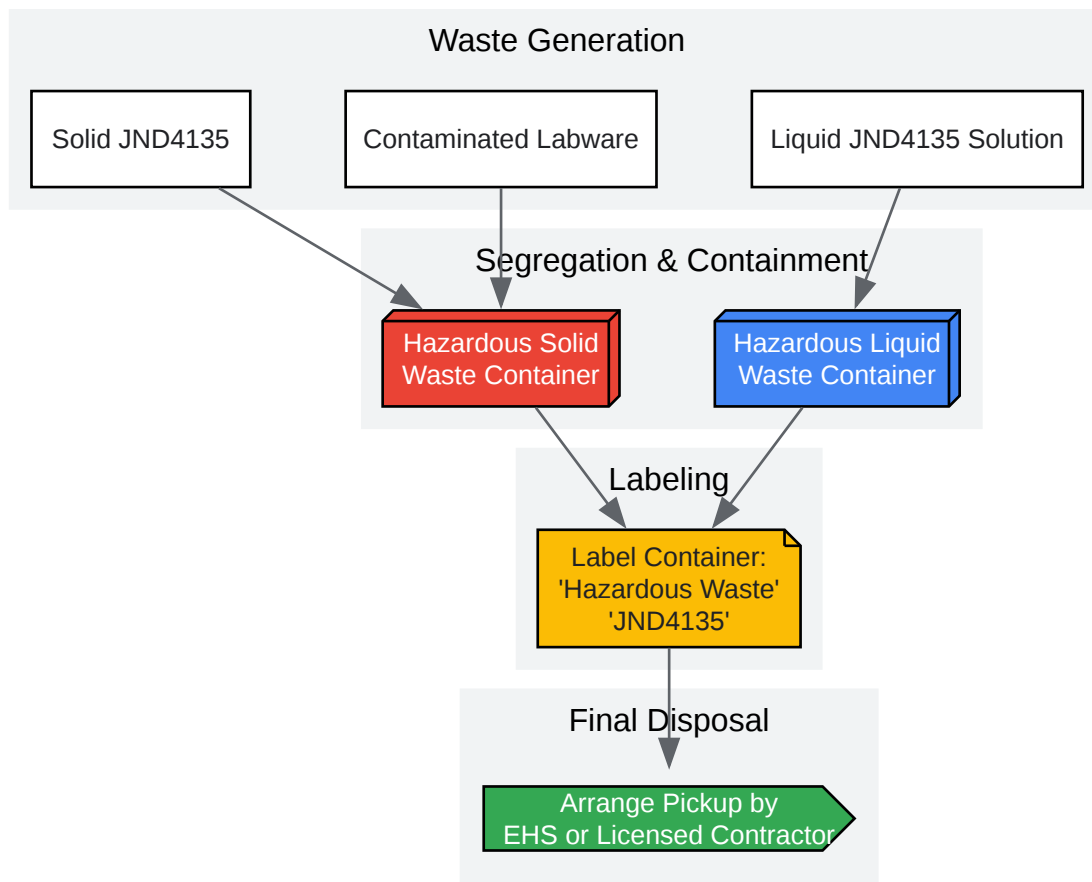 Waste Generation
Solid JND4135
Contaminated Labware
Liquid JND4135 Solution
Segregation & Containment
Hazardous Solid
Waste Container
Hazardous Liquid
Waste Container
Labeling
Label Container:
'Hazardous Waste'
'JND4135'
Final Disposal
Arrange Pickup by
EHS or Licensed Contractor